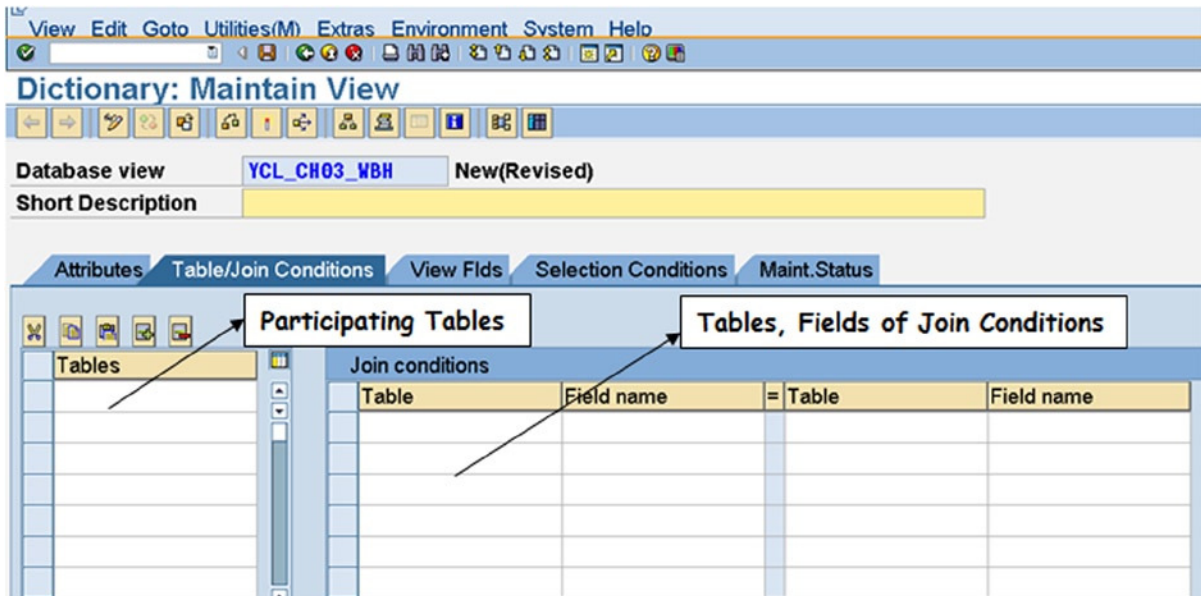 View Edit Goto Utilities(M) Extras Environment System Help
Dictionary: Maintain View
Database view YCL_CH03_WBH New(Revised)
Short Description
Attributes Table/Join Conditions View Flds Selection Conditions Maint.Status
Participating Tables Tables, Fields of Join Conditions
Tables Join conditions
Table Field name = Table Field name